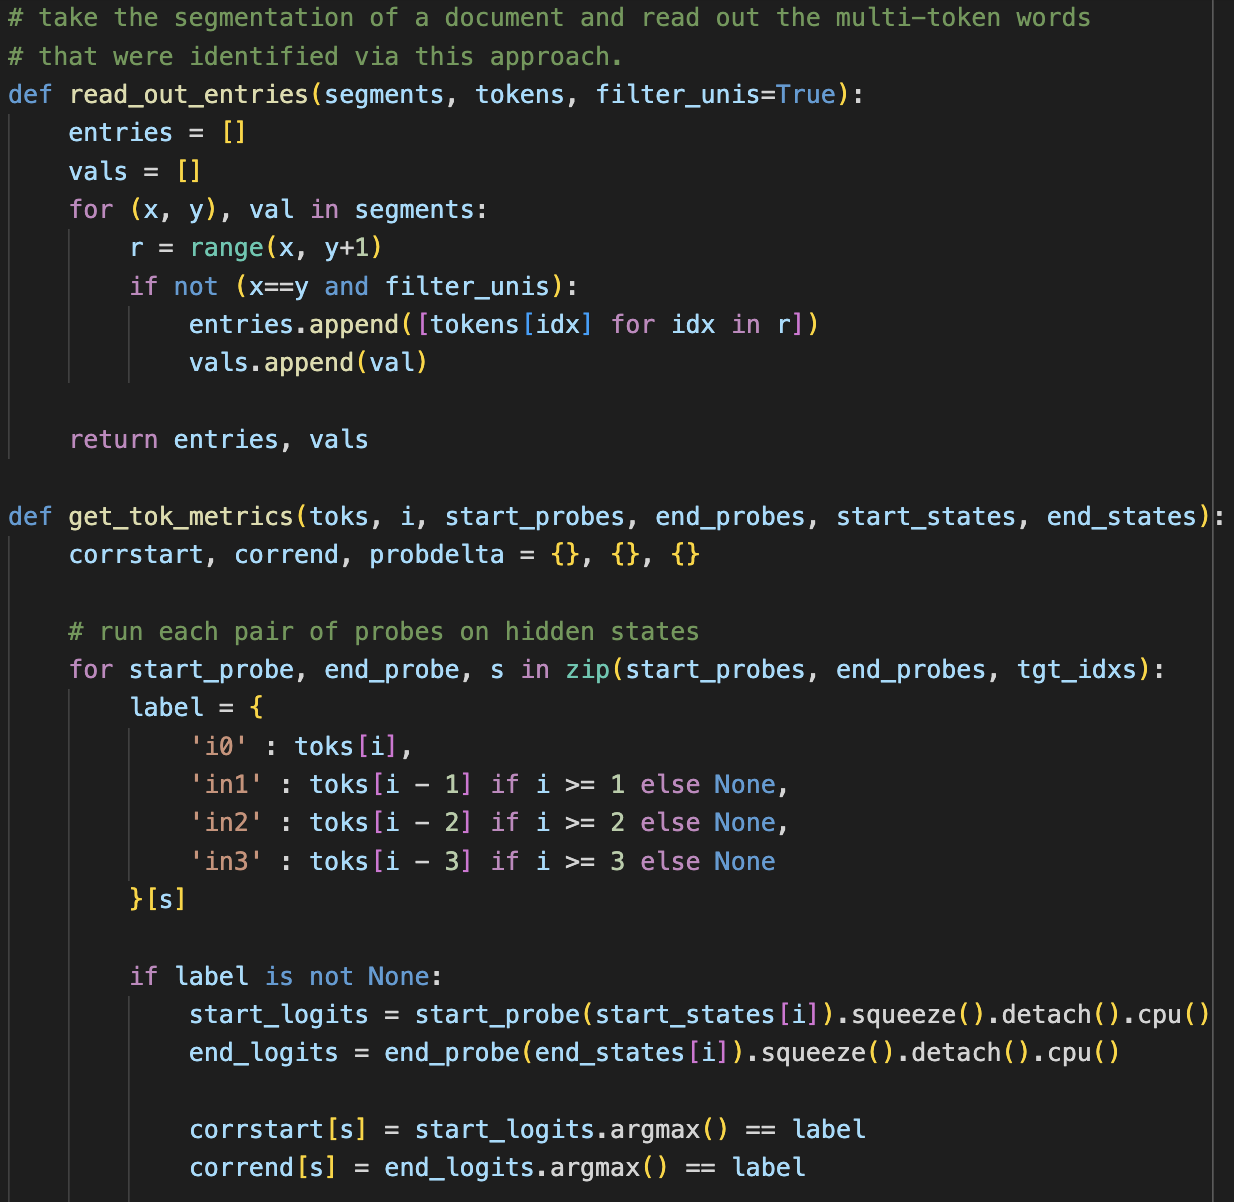 # take the segmentation of a document and read out the multi-token words
# that were identified via this approach.
def read_out_entries(segments, tokens, filter_unis=True):
    entries = []
    vals = []
    for (x, y), val in segments:
        r = range(x, y+1)
        if not (x==y and filter_unis):
            entries.append([tokens[idx] for idx in r])
            vals.append(val)

    return entries, vals

def get_tok_metrics(toks, i, start_probes, end_probes, start_states, end_states):
    corrstart, corrend, probdelta = {}, {}, {}

    # run each pair of probes on hidden states
    for start_probe, end_probe, s in zip(start_probes, end_probes, tgt_idxs):
        label = {
            'i0' : toks[i],
            'in1' : toks[i - 1] if i >= 1 else None,
            'in2' : toks[i - 2] if i >= 2 else None,
            'in3' : toks[i - 3] if i >= 3 else None
        }[s]

        if label is not None:
            start_logits = start_probe(start_states[i]).squeeze().detach().cpu()
            end_logits = end_probe(end_states[i]).squeeze().detach().cpu()

            corrstart[s] = start_logits.argmax() == label
            corrend[s] = end_logits.argmax() == label